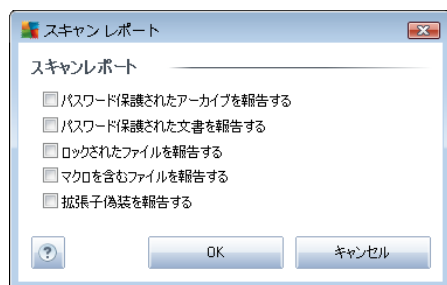 スキャン レポート
スキャンレポート
パスワード保護されたアーカイブを報告する
パスワード保護された文書を報告する
ロックされたファイルを報告する
マクロを含むファイルを報告する
拡張子偽装を報告する
?
OK
キャンセル